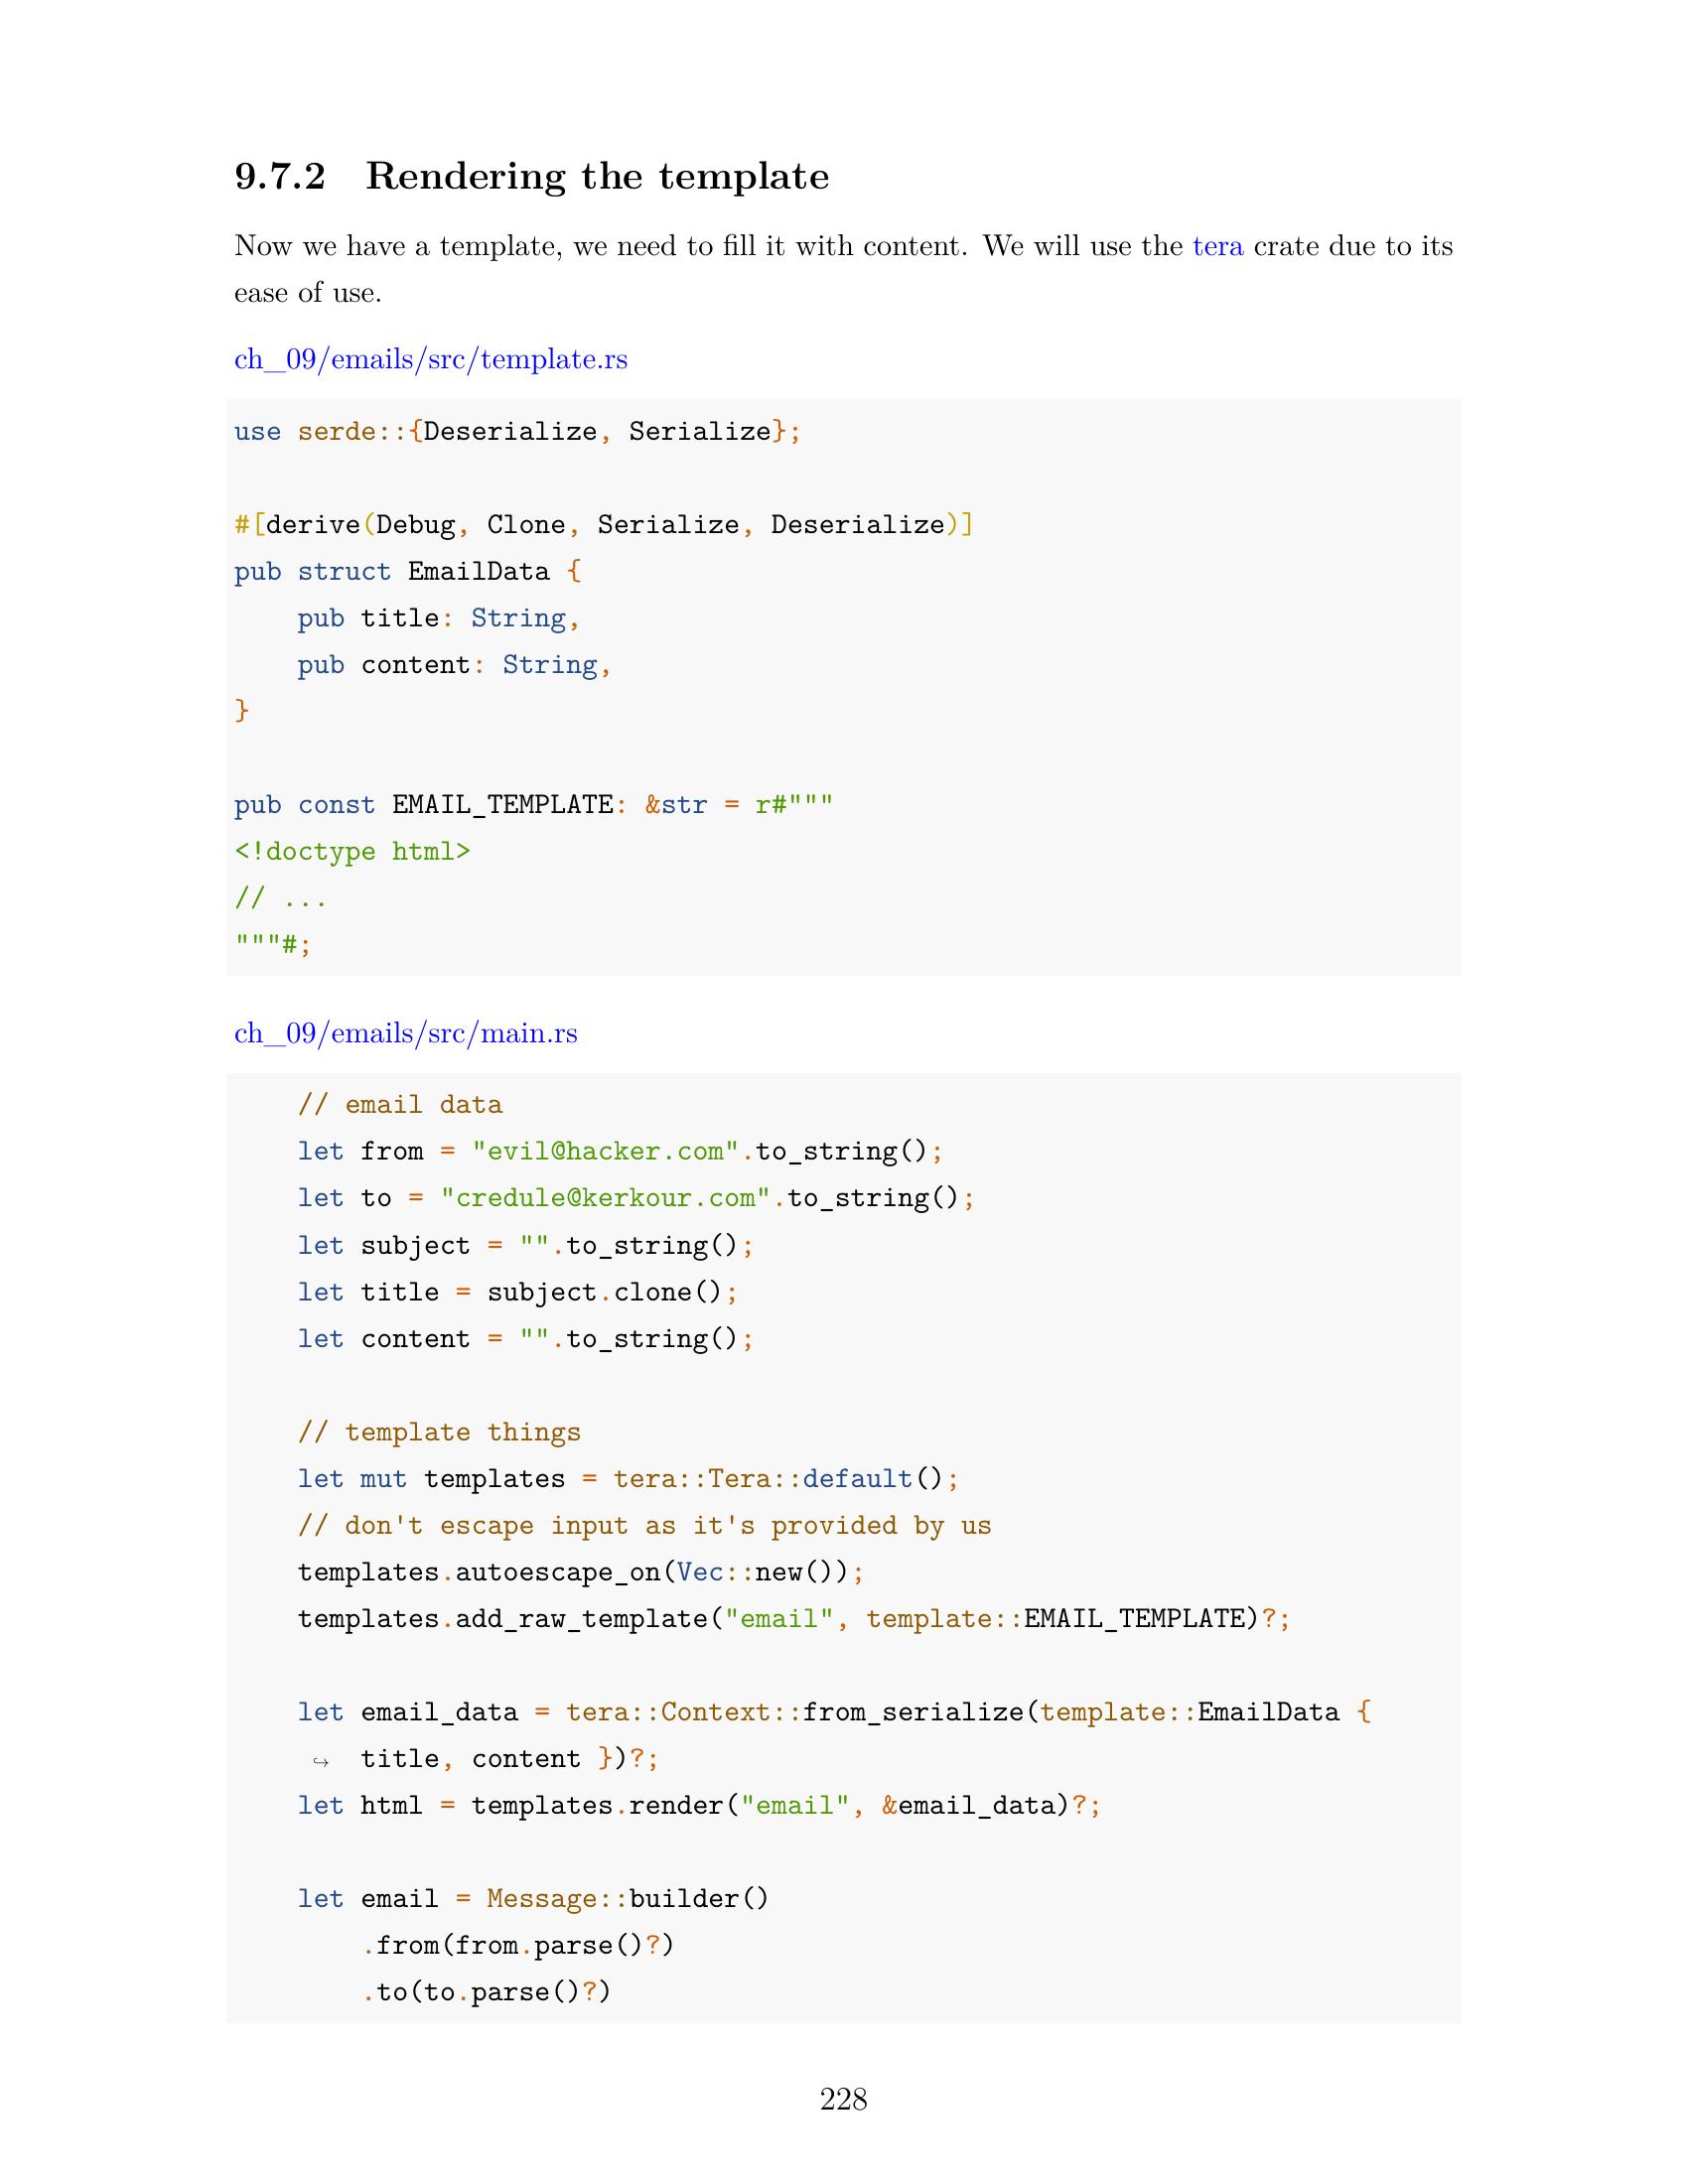 9.7.2 Rendering the template
Now we have a template, we need to fill it with content. We will use the tera crate due to its
ease of use.
ch_09/emails/src/template.rs
use serde::{Deserialize, Serialize};
#[derive(Debug, Clone, Serialize, Deserialize)]
pub struct EmailData {
    pub title: String,
    pub content: String,
}
pub const EMAIL_TEMPLATE: &str = r#"""
<!doctype html>
// ...
"""#;
ch_09/emails/src/main.rs
    // email data
    let from = "evil@hacker.com".to_string();
    let to = "credule@kerkour.com".to_string();
    let subject = "".to_string();
    let title = subject.clone();
    let content = "".to_string();
    // template things
    let mut templates = tera::Tera::default();
    // don't escape input as it's provided by us
    templates.autoescape_on(Vec::new());
    templates.add_raw_template("email", template::EMAIL_TEMPLATE)?;
    let email_data = tera::Context::from_serialize(template::EmailData {
     ↪  title, content })?;
    let html = templates.render("email", &email_data)?;
    let email = Message::builder()
        .from(from.parse()?)
        .to(to.parse()?)
228